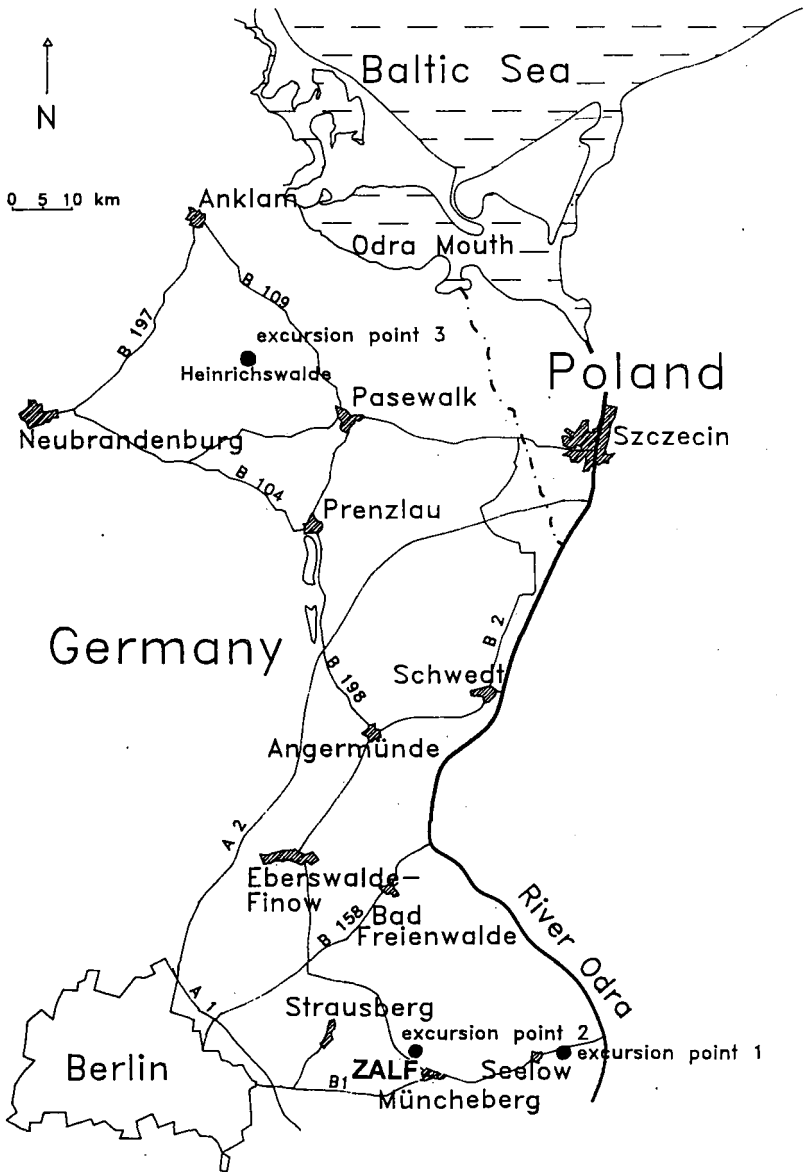 Baltic Sea
N
0 5 10 km
Anklam
Odra Mouth
B 109
B 197
excursion point 3
Heinrichswalde
Poland
Pasewalk
Neubrandenburg
Szczecin
B 104
Prenzlau
B 2
Germany
B 198
Schwedt
Angermünde
A 2
Eberswalde-
Finow
B 158
Bad
Freienwalde
River Odra
A 1
Strausberg
excursion point 2
excursion point 1
Berlin
ZALF
Seelow
B1
Müncheberg